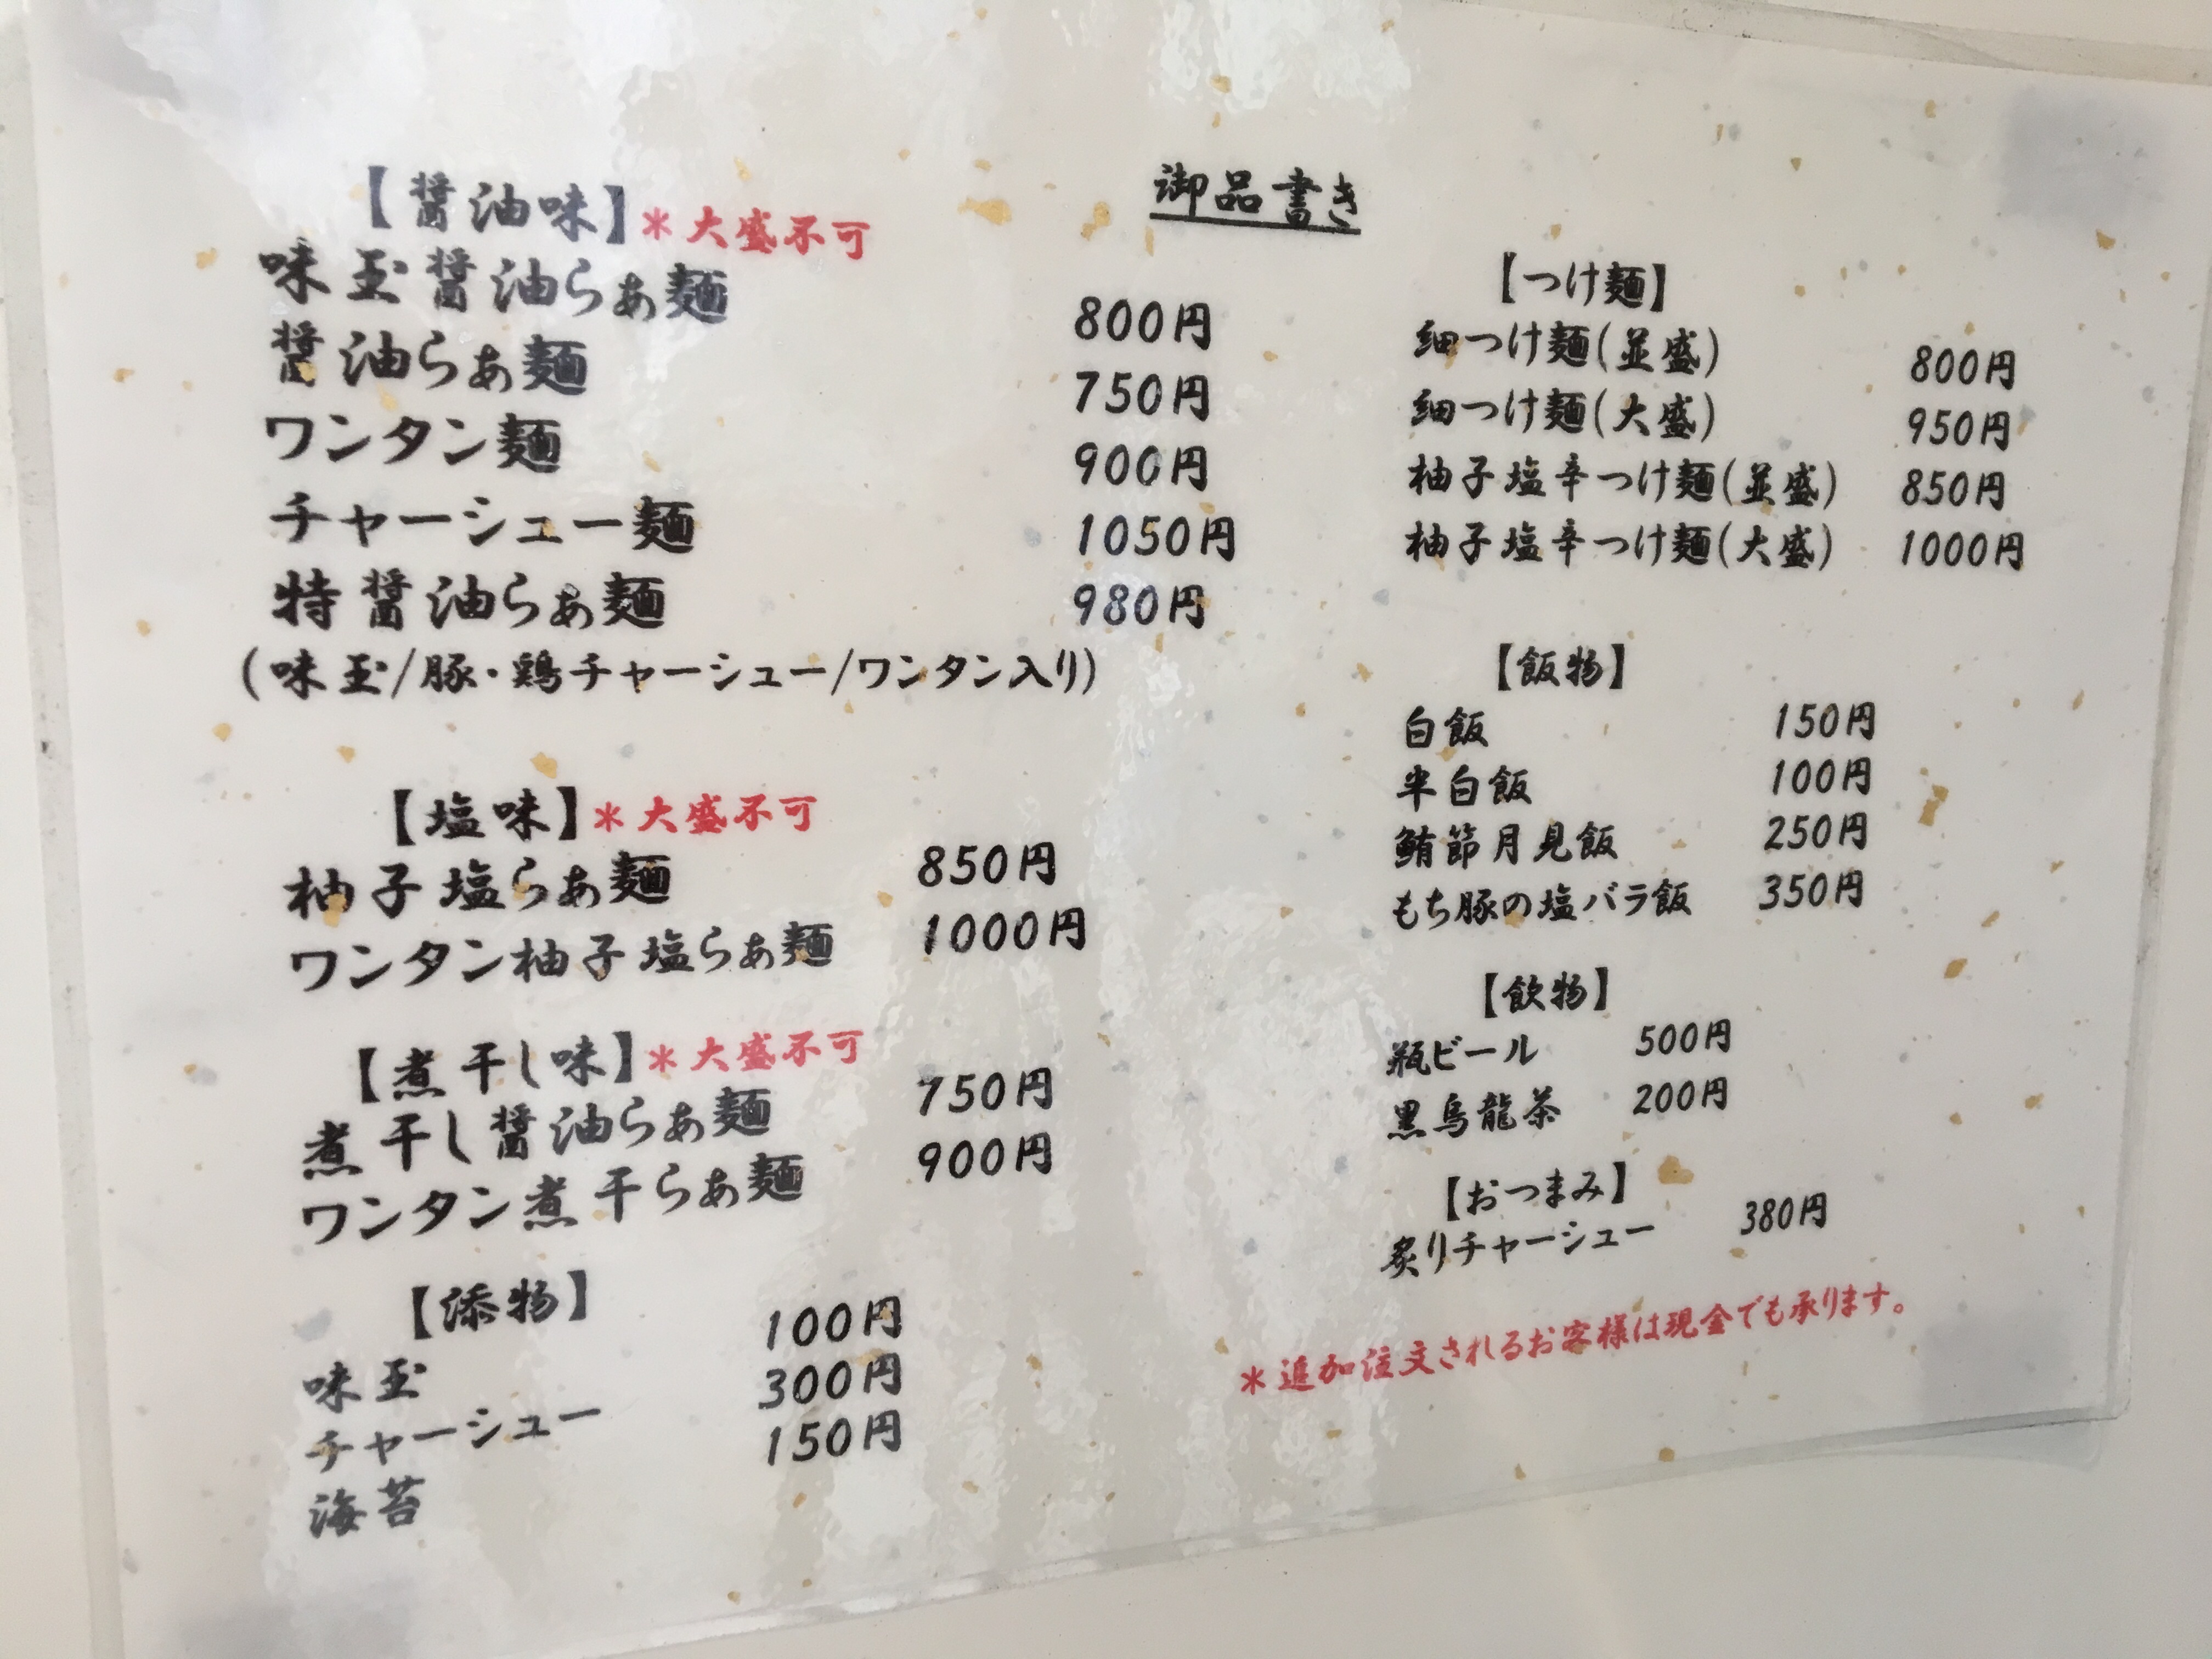 御品書き
【醤油味】＊大盛不可
味玉醤油らぁ麺 800円
醤油らぁ麺 750円
ワンタン麺 900円
チャーシュー麺 1050円
特醤油らぁ麺 980円
(味玉/豚・鶏チャーシュー/ワンタン入り)
【塩味】＊大盛不可
柚子塩らぁ麺 850円
ワンタン柚子塩らぁ麺 1000円
【煮干し味】＊大盛不可
煮干し醤油らぁ麺 750円
ワンタン煮干らぁ麺 900円
【添物】
味玉 100円
チャーシュー 300円
海苔 150円
【つけ麺】
細つけ麺(並盛) 800円
細つけ麺(大盛) 950円
柚子塩辛つけ麺(並盛) 850円
柚子塩辛つけ麺(大盛) 1000円
【飯物】
白飯 150円
半白飯 100円
鮪節月見飯 250円
もち豚の塩バラ飯 350円
【飲物】
瓶ビール 500円
黒烏龍茶 200円
【おつまみ】
炙りチャーシュー 380円
＊追加注文されるお客様は現金でも承ります。